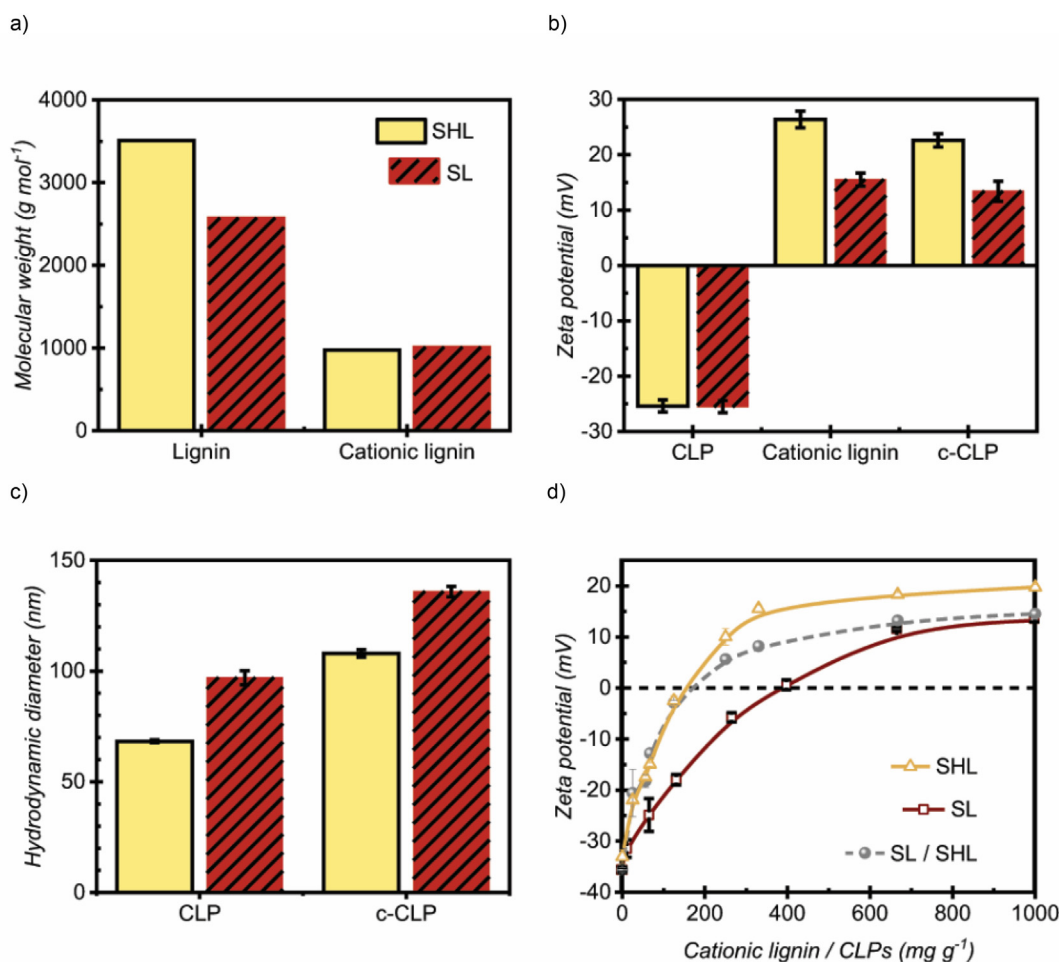 a)
4000
3000
2000
1000
0
Molecular weight (g mol⁻¹)
SHL
SL
Lignin
Cationic lignin
b)
30
20
10
0
-10
-20
-30
Zeta potential (mV)
CLP
Cationic lignin
c-CLP
c)
150
100
50
0
Hydrodynamic diameter (nm)
CLP
c-CLP
d)
20
10
0
-10
-20
-30
-40
Zeta potential (mV)
SHL
SL
SL / SHL
0
200
400
600
800
1000
Cationic lignin / CLPs (mg g⁻¹)